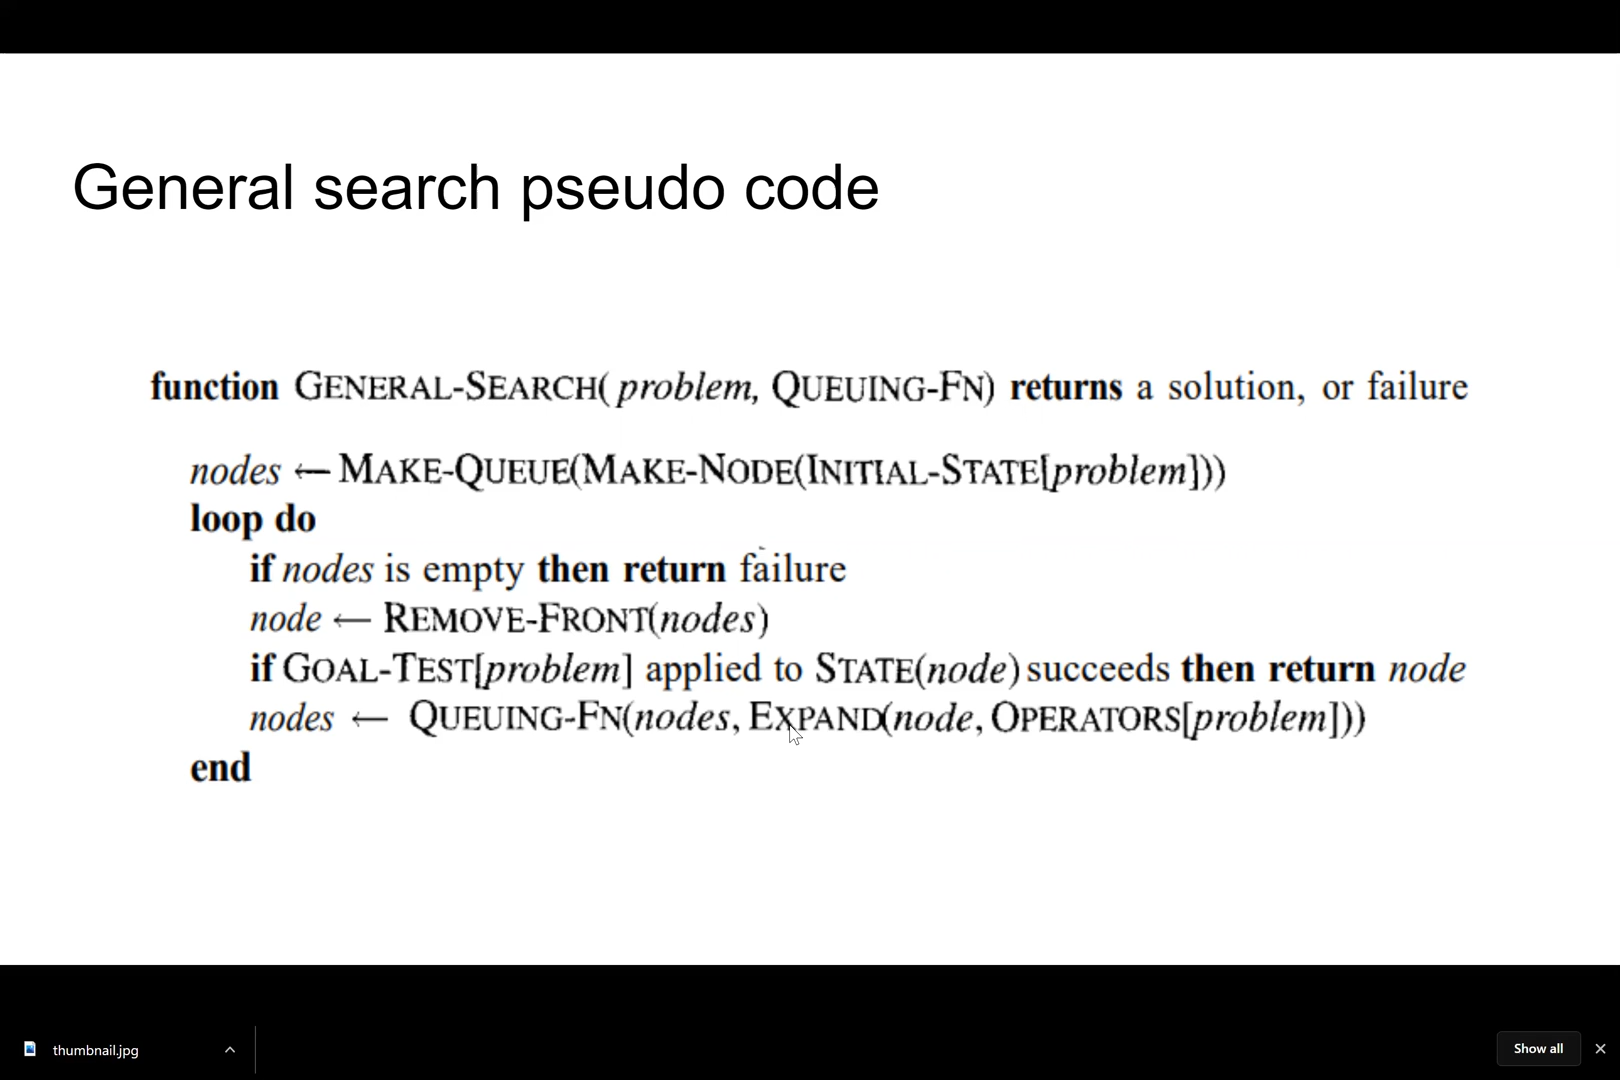 General search pseudo code
function GENERAL-SEARCH( problem, QUEUING-FN) returns a solution, or failure
nodes ← MAKE-QUEUE(MAKE-NODE(INITIAL-STATE[problem]))
loop do
if nodes is empty then return failure
node ← REMOVE-FRONT(nodes)
if GOAL-TEST[problem] applied to STATE(node) succeeds then return node
nodes ← QUEUING-FN(nodes, EXPAND(node, OPERATORS[problem]))
end
thumbnail.jpg
Show all